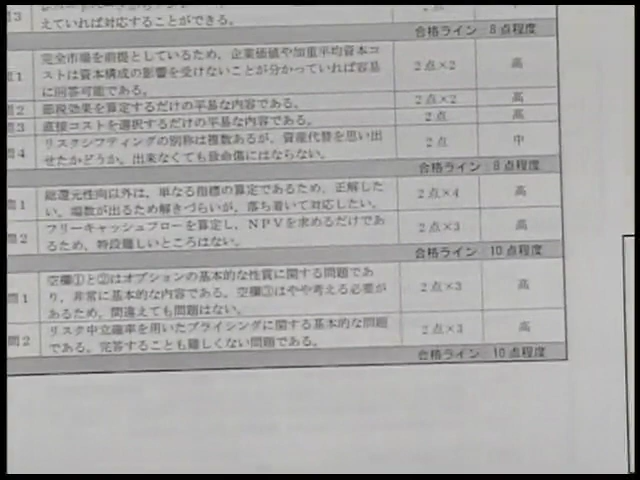 えていれば対応することができる。
合格ライン 8点程度
問1 完全市場を前提としているため、企業価値や加重平均資本コ
ストは資本構成の影響を受けないことが分かっていれば容易 2点×2 高
に回答可能である。
問2 節税効果を算定するだけの平易な内容である。 2点×2 高
問3 直接コストを選択するだけの平易な内容である。 2点 高
問4 リスクシフティングの別称は複数あるが、資産代替を思い出 2点 中
せたかどうか。出来なくても致命傷にはならない。
合格ライン 8点程度
問1 総還元性向以外は、単なる指標の算定であるため、正解した 2点×4 高
い。端数が出るため解きづらいが、落ち着いて対応したい。
問2 フリーキャッシュフローを算定し、NPVを求めるだけであ 2点×3 高
るため、特段難しいところはない。
合格ライン 10点程度
空欄①と②はオプションの基本的な性質に関する問題であ
問1 り、非常に基本的な内容である。空欄③はやや考える必要が 2点×3 高
あるため、間違えても問題はない。
問2 リスク中立確率を用いたプライシングに関する基本的な問題 2点×3 高
である。完答することも難しくない問題である。
合格ライン 10点程度